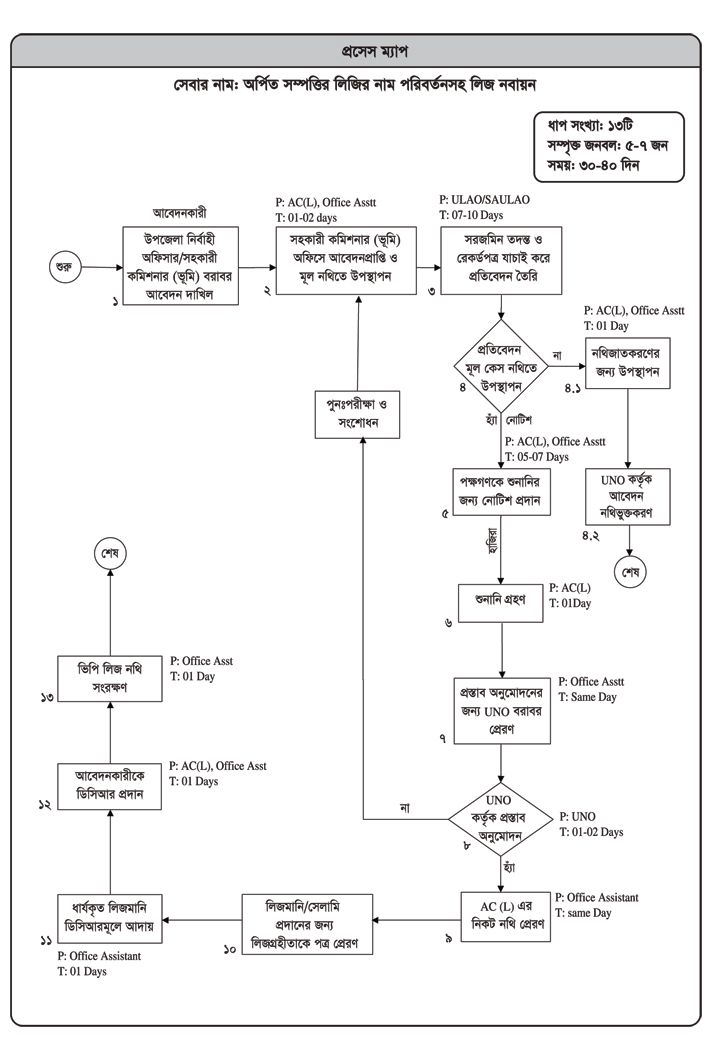 প্রসেস ম্যাপ
সেবার নাম: অর্পিত সম্পত্তির লিজির নাম পরিবর্তনসহ লিজ নবায়ন
ধাপ সংখ্যা: ১৩টি
সম্পৃক্ত জনবল: ৫-৭ জন
সময়: ৩০-৪০ দিন
শুরু
আবেদনকারী
উপজেলা নির্বাহী
অফিসার/সহকারী
কমিশনার (ভূমি) বরাবর
আবেদন দাখিল
১
P: AC(L), Office Asstt
T: 01-02 days
সহকারী কমিশনার (ভূমি)
অফিসে আবেদনপ্রাপ্তি ও
মূল নথিতে উপস্থাপন
২
P: ULAO/SAULAO
T: 07-10 Days
সরজমিন তদন্ত ও
রেকর্ডপত্র যাচাই করে
প্রতিবেদন তৈরি
৩
প্রতিবেদন
মূল কেস নথিতে
উপস্থাপন
৪
না
P: AC(L), Office Asstt
T: 01 Day
নথিজাতকরণের
জন্য উপস্থাপন
৪.১
UNO কর্তৃক
আবেদন
নথিভুক্তকরণ
৪.২
শেষ
পুনঃপরীক্ষা ও
সংশোধন
হ্যাঁ নোটিশ
P: AC(L), Office Asstt
T: 05-07 Days
পক্ষগণকে শুনানির
জন্য নোটিশ প্রদান
৫
হাজিরা
শুনানি গ্রহণ
৬
P: AC(L)
T: 01Day
প্রস্তাব অনুমোদনের
জন্য UNO বরাবর
প্রেরণ
৭
P: Office Asstt
T: Same Day
UNO
কর্তৃক প্রস্তাব
অনুমোদন
৮
P: UNO
T: 01-02 Days
না
হ্যাঁ
AC (L) এর
নিকট নথি প্রেরণ
৯
P: Office Assistant
T: same Day
লিজমানি/সেলামি
প্রদানের জন্য
লিজগ্রহীতাকে পত্র প্রেরণ
১০
ধার্যকৃত লিজমানি
ডিসিআরমূলে আদায়
১১
P: Office Assistant
T: 01 Days
আবেদনকারীকে
ডিসিআর প্রদান
১২
P: AC(L), Office Asst
T: 01 Days
ভিপি লিজ নথি
সংরক্ষণ
১৩
P: Office Asst
T: 01 Day
শেষ